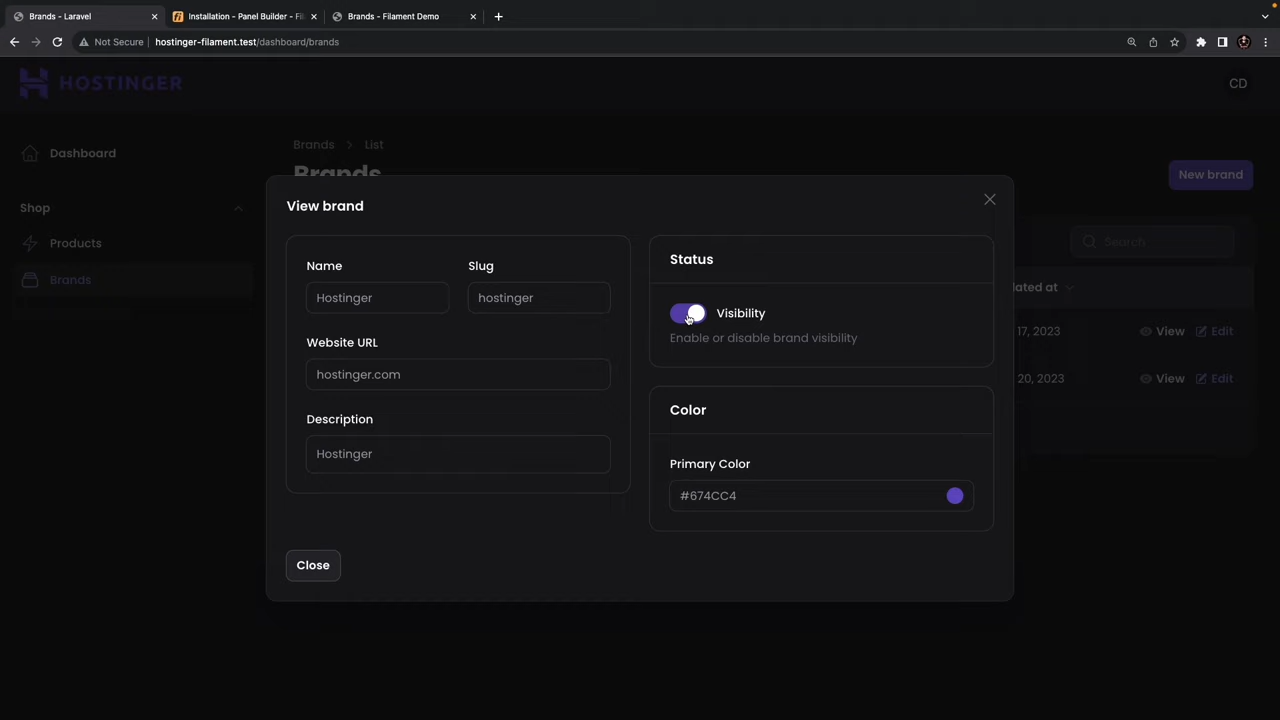 Brands - Laravel
Installation - Panel Builder - Fil
Brands - Filament Demo
Not Secure
hostinger-filament.test/dashboard/brands
HOSTINGER
CD
Dashboard
Brands
List
Brands
New brand
Shop
Products
Brands
Search
View brand
Name
Slug
Hostinger
hostinger
Website URL
hostinger.com
Description
Hostinger
Close
Status
Visibility
Enable or disable brand visibility
Color
Primary Color
#674CC4
lated at
17, 2023
View
Edit
20, 2023
View
Edit